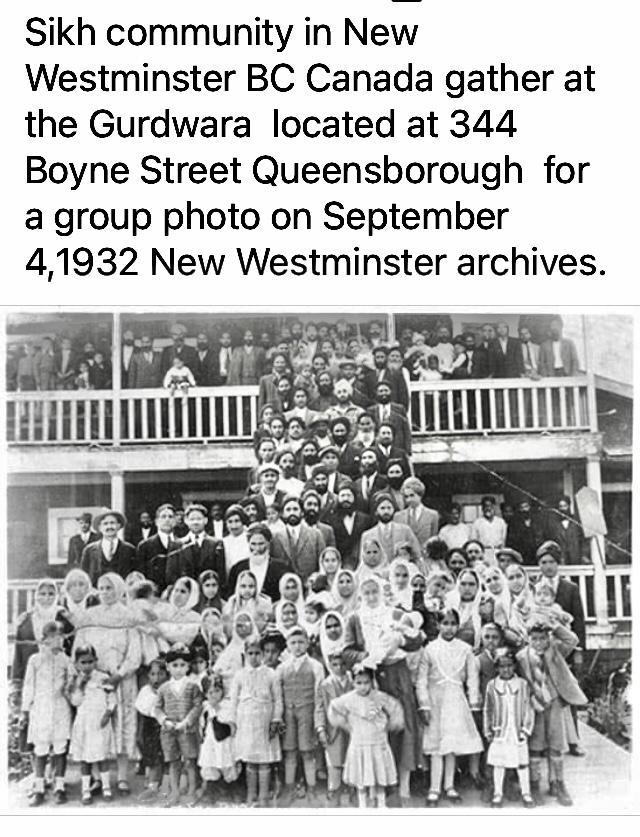 Sikh community in New
Westminster BC Canada gather at
the Gurdwara  located at 344
Boyne Street Queensborough  for
a group photo on September
4,1932 New Westminster archives.